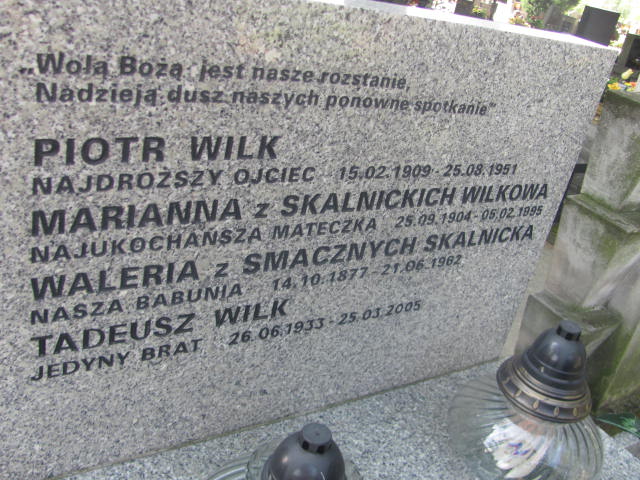 „Wolą Bożą jest nasze rozstanie,
Nadzieją dusz naszych ponowne spotkanie"
PIOTR WILK
NAJDROŻSZY OJCIEC 15.02.1909 - 25.08.1951
MARIANNA z SKALNICKICH WILKOWA
NAJUKOCHAŃSZA MATECZKA 25.09.1904 - 05.02.1995
WALERIA z SMACZNYCH SKALNICKA
NASZA BABUNIA 14.10.1877 - 21.06.1962
TADEUSZ WILK
JEDYNY BRAT 26.06.1933 - 25.03.2005